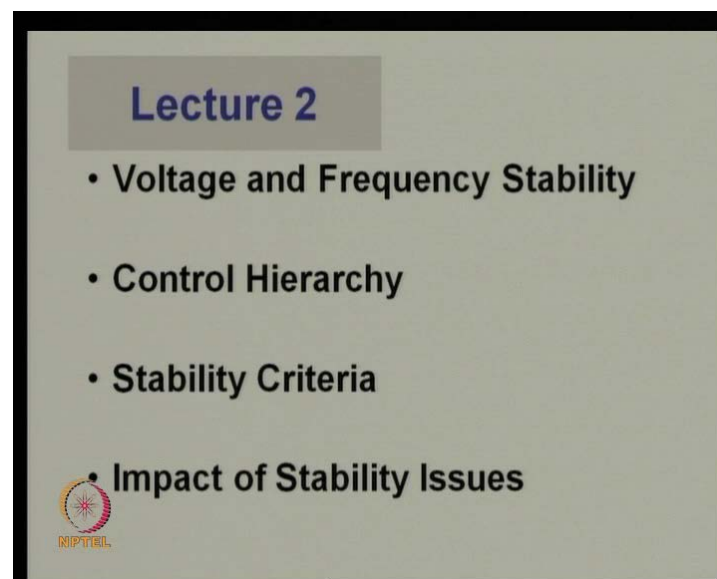 Lecture 2
• Voltage and Frequency Stability
• Control Hierarchy
• Stability Criteria
• Impact of Stability Issues
NPTEL